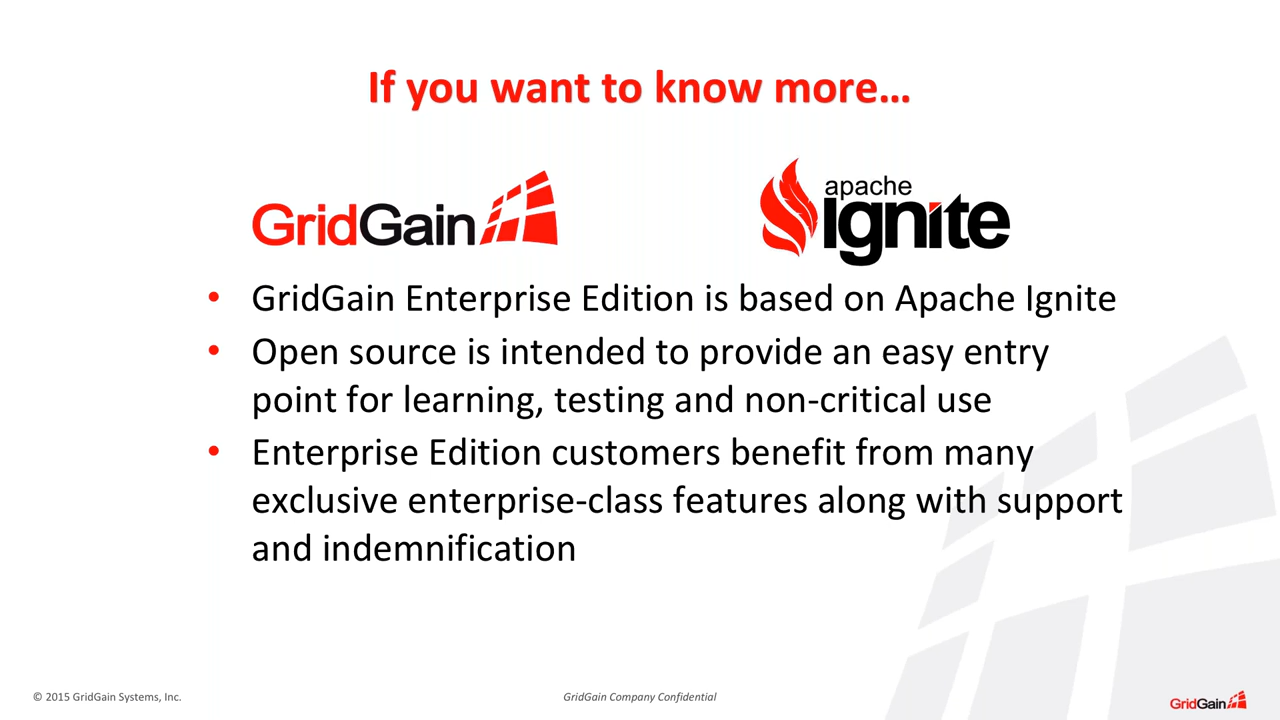 If you want to know more…
GridGain
apache
ignite
• GridGain Enterprise Edition is based on Apache Ignite
• Open source is intended to provide an easy entry
point for learning, testing and non-critical use
• Enterprise Edition customers benefit from many
exclusive enterprise-class features along with support
and indemnification
© 2015 GridGain Systems, Inc.
GridGain Company Confidential
GridGain